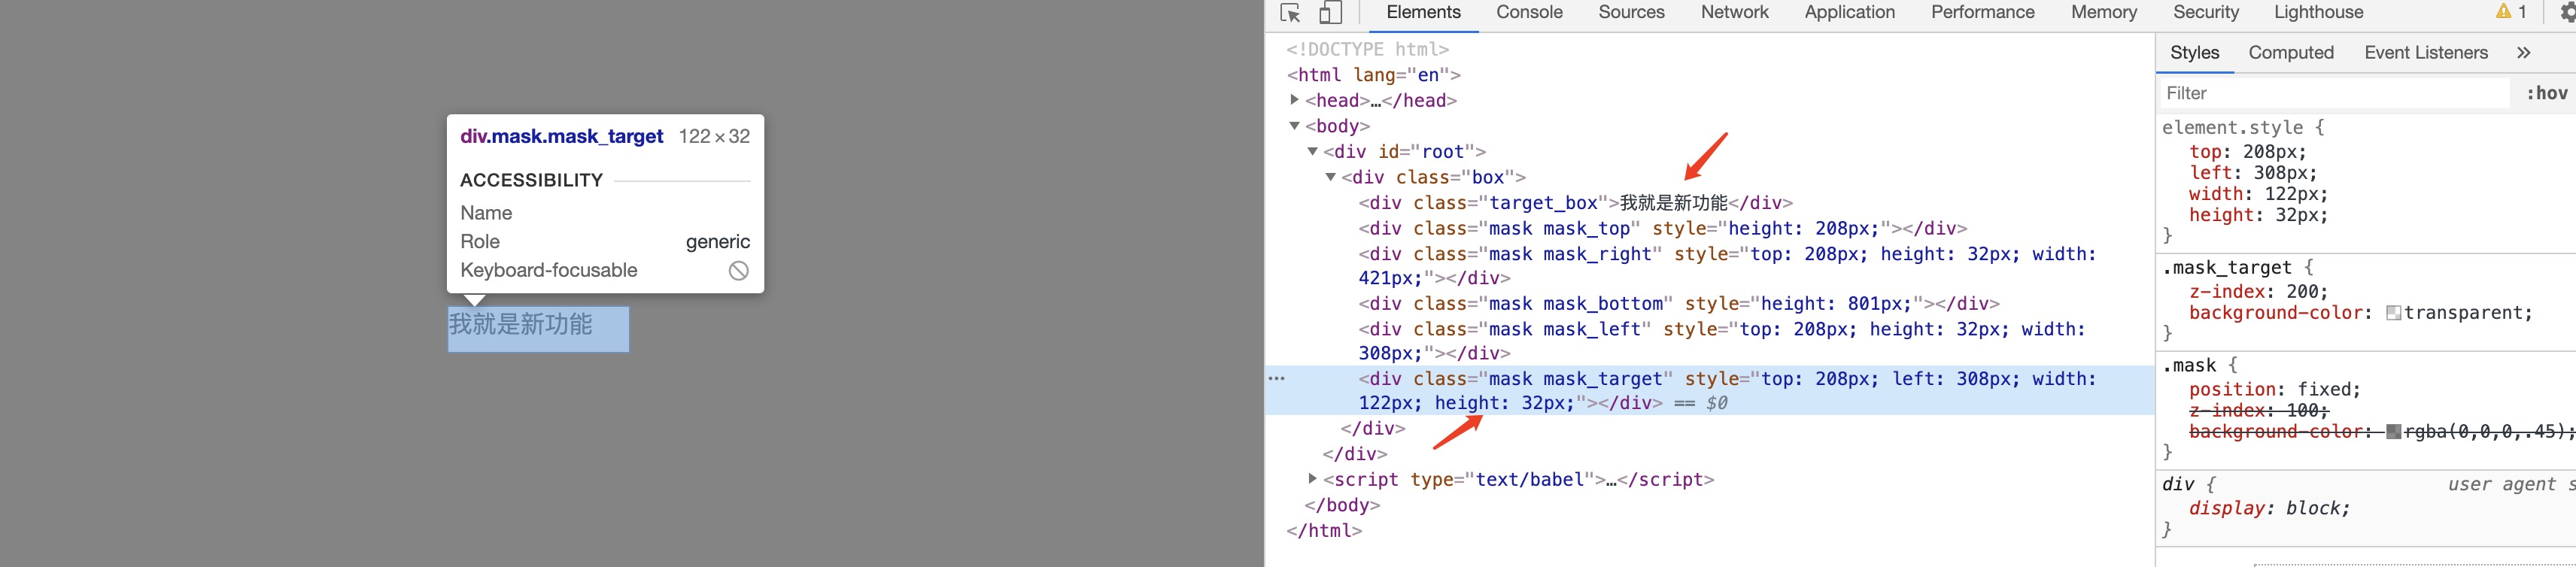 div.mask.mask_target 122 × 32
ACCESSIBILITY
Name
Role generic
Keyboard-focusable
我就是新功能
Elements Console Sources Network Application Performance Memory Security Lighthouse 1
<!DOCTYPE html>
<html lang="en">
<head>…</head>
<body>
<div id="root">
<div class="box">
<div class="target_box">我就是新功能</div>
<div class="mask mask_top" style="height: 208px;"></div>
<div class="mask mask_right" style="top: 208px; height: 32px; width:
421px;"></div>
<div class="mask mask_bottom" style="height: 801px;"></div>
<div class="mask mask_left" style="top: 208px; height: 32px; width:
308px;"></div>
<div class="mask mask_target" style="top: 208px; left: 308px; width:
122px; height: 32px;"></div> == $0
</div>
</div>
<script type="text/babel">…</script>
</body>
</html>
Styles Computed Event Listeners »
Filter :hov
element.style {
top: 208px;
left: 308px;
width: 122px;
height: 32px;
}
.mask_target {
z-index: 200;
background-color: transparent;
}
.mask {
position: fixed;
z-index: 100;
background-color: rgba(0,0,0,.45);
}
div { user agent s
display: block;
}